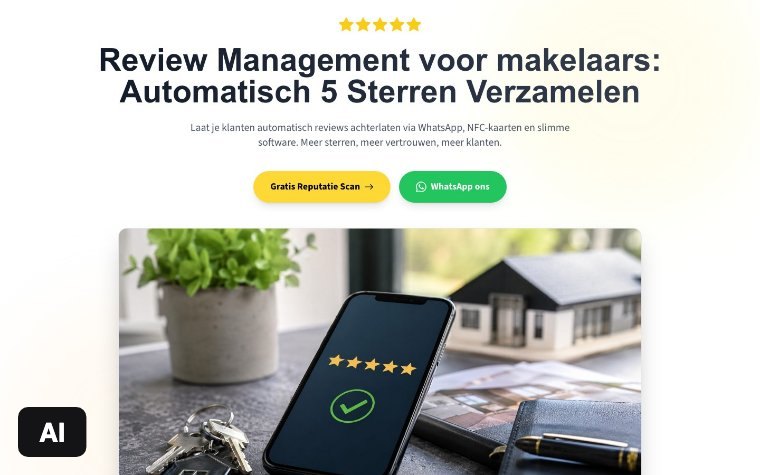 Review Management voor makelaars:
Automatisch 5 Sterren Verzamelen
Laat je klanten automatisch reviews achterlaten via WhatsApp, NFC-kaarten en slimme
software. Meer sterren, meer vertrouwen, meer klanten.
Gratis Reputatie Scan →
WhatsApp ons
AI